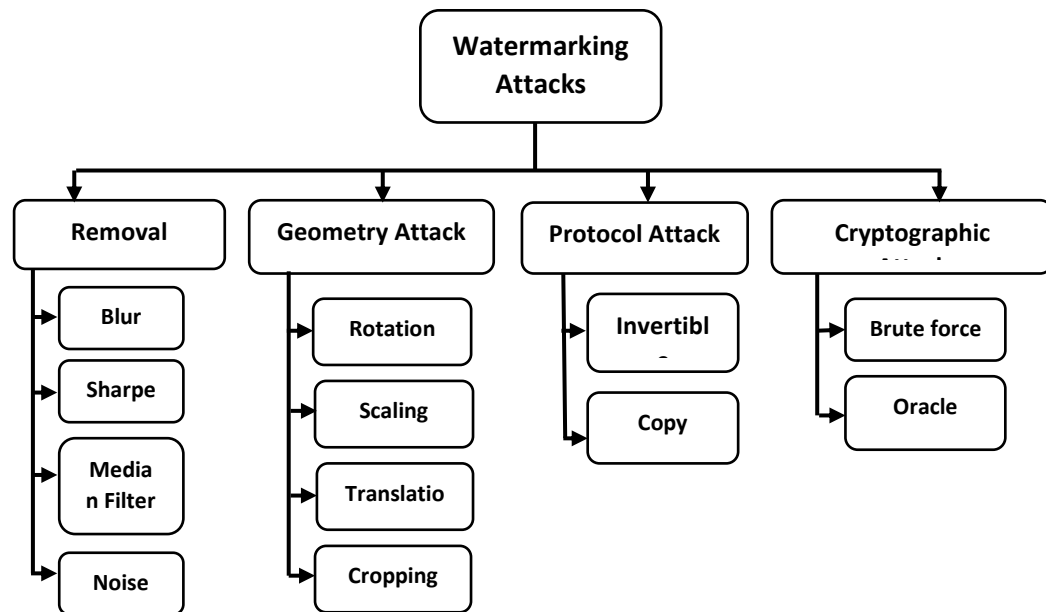 Watermarking
Attacks
Removal
Geometry Attack
Protocol Attack
Cryptographic
Blur
Sharpe
Media
n Filter
Noise
Rotation
Scaling
Translatio
Cropping
Invertibl
Copy
Brute force
Oracle